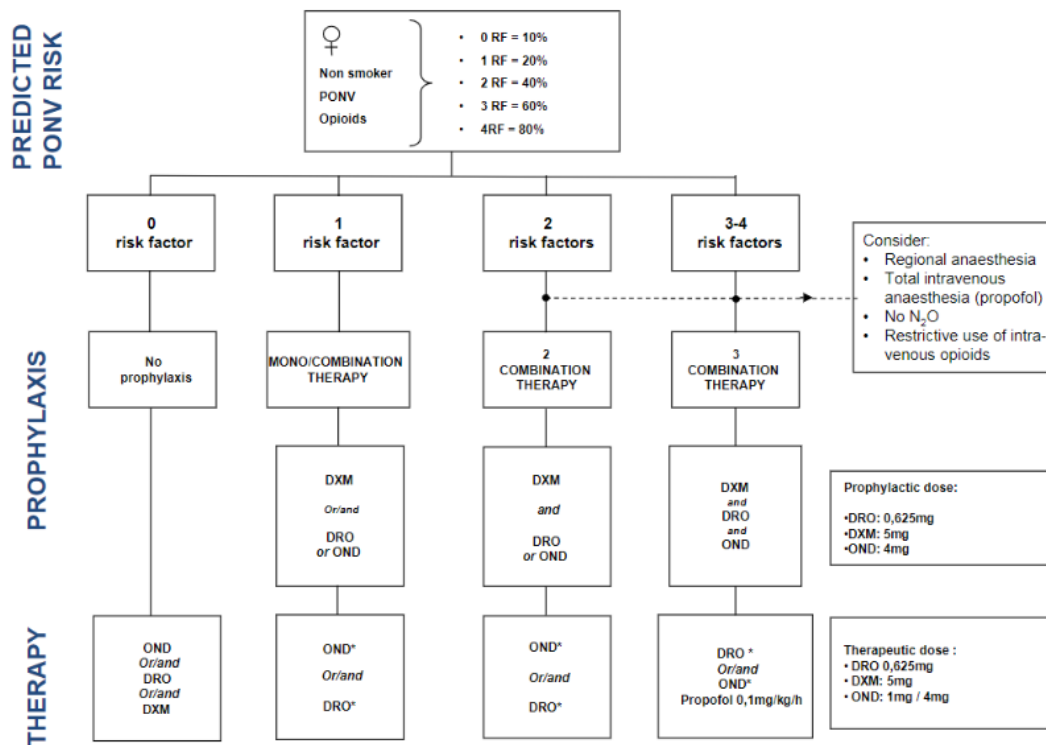 PREDICTED
PONV RISK
♀
Non smoker
PONV
Opioids
• 0 RF = 10%
• 1 RF = 20%
• 2 RF = 40%
• 3 RF = 60%
• 4RF = 80%
0
risk factor
1
risk factor
2
risk factors
3-4
risk factors
Consider:
• Regional anaesthesia
• Total intravenous
anaesthesia (propofol)
• No N₂O
• Restrictive use of intra-
venous opioids
PROPHYLAXIS
No
prophylaxis
MONO/COMBINATION
THERAPY
2
COMBINATION
THERAPY
3
COMBINATION
THERAPY
DXM
Or/and
DRO
or OND
DXM
and
DRO
or OND
DXM
and
DRO
and
OND
Prophylactic dose:
•DRO: 0,625mg
•DXM: 5mg
•OND: 4mg
THERAPY
OND
Or/and
DRO
Or/and
DXM
OND*
Or/and
DRO*
OND*
Or/and
DRO*
DRO *
Or/and
OND*
Propofol 0,1mg/kg/h
Therapeutic dose :
• DRO 0,625mg
• DXM: 5mg
• OND: 1mg / 4mg